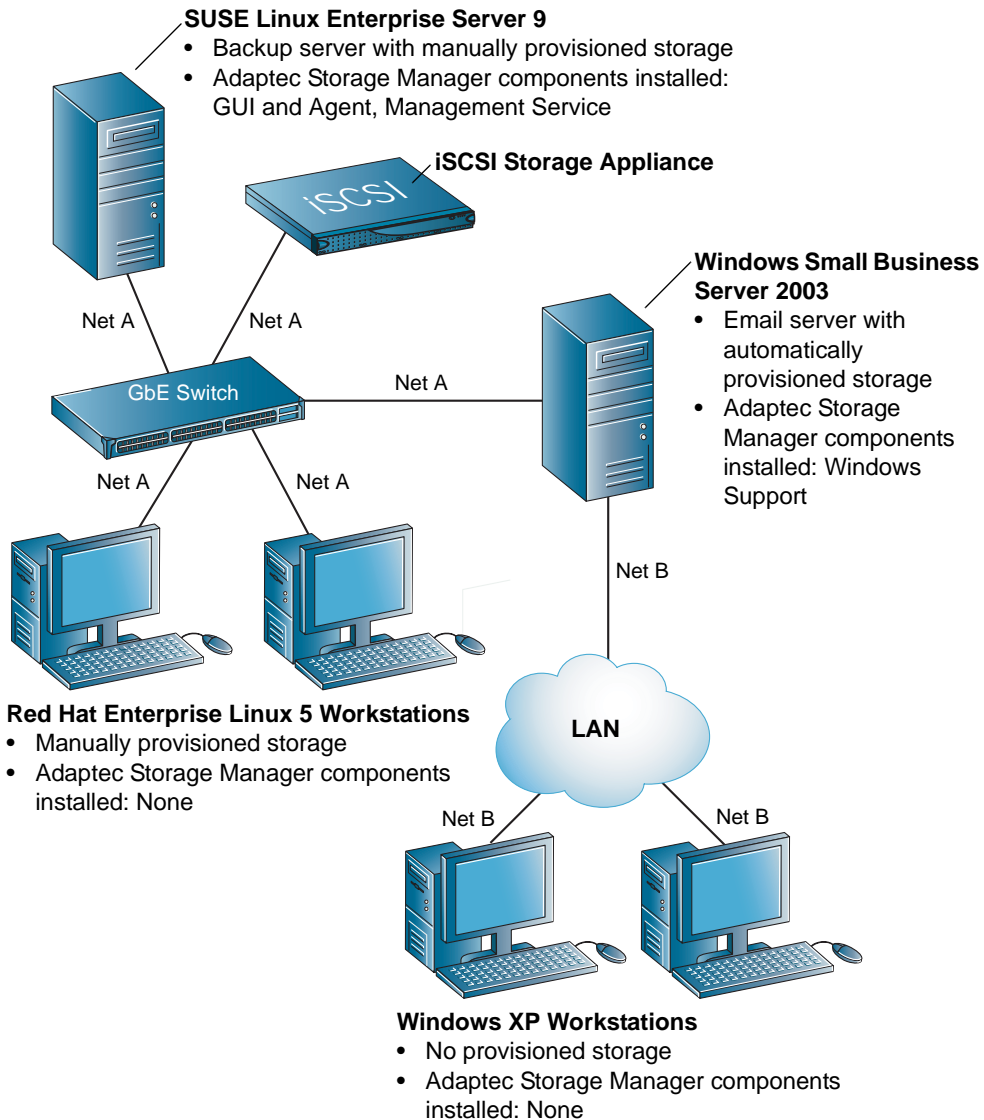 SUSE Linux Enterprise Server 9
• Backup server with manually provisioned storage
• Adaptec Storage Manager components installed:
GUI and Agent, Management Service
iSCSI Storage Appliance
iSCSI
Windows Small Business
Server 2003
• Email server with
automatically
provisioned storage
• Adaptec Storage
Manager components
installed: Windows
Support
Net A
Net A
GbE Switch
Net A
Net A
Net A
Net B
Red Hat Enterprise Linux 5 Workstations
• Manually provisioned storage
• Adaptec Storage Manager components
installed: None
LAN
Net B
Net B
Windows XP Workstations
• No provisioned storage
• Adaptec Storage Manager components
installed: None